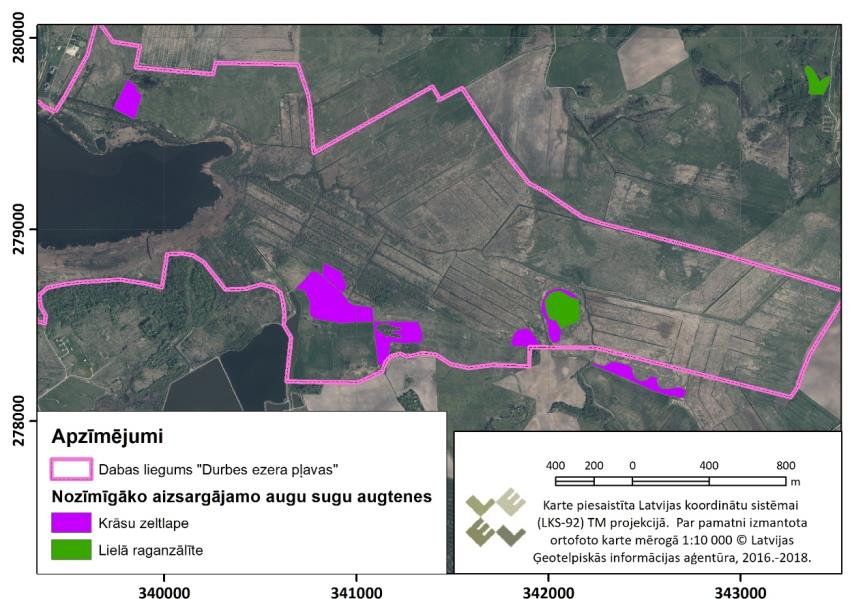 280000
279000
278000
Apzīmējumi
Dabas liegums "Durbes ezera pļavas"
Nozīmīgāko aizsargājamo augu sugu augtenes
Krāsu zeltlape
Lielā raganzālīte
400 200 0 400 800
m
Karte piesaistīta Latvijas koordinātu sistēmai
(LKS-92) TM projekcijā. Par pamatni izmantota
ortofoto karte mērogā 1:10 000 © Latvijas
Ģeotelpiskās informācijas aģentūra, 2016.-2018.
340000 341000 342000 343000